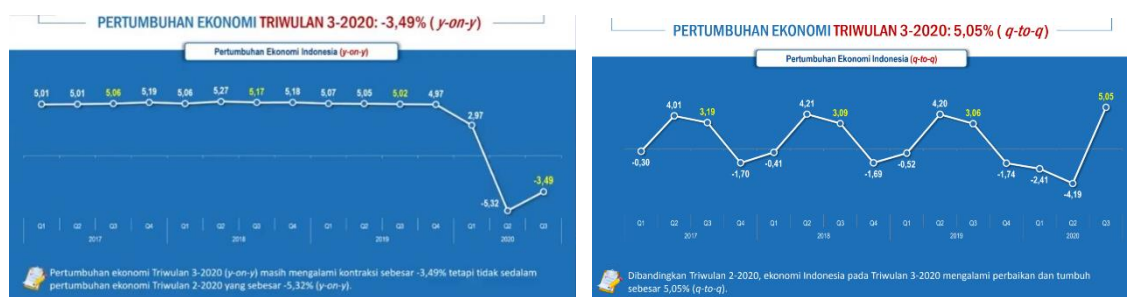 PERTUMBUHAN EKONOMI TRIWULAN 3-2020: -3,49% ( y-on-y)
Pertumbuhan Ekonomi Indonesia (y-on-y)
5,01 5,01 5,06 5,19 5,06 5,27 5,17 5,18 5,07 5,05 5,02 4,97
2,97
-3,49
-5,32
Q1 Q2 Q3 Q4 Q1 Q2 Q3 Q4 Q1 Q2 Q3 Q4 Q1 Q2 Q3
2017 2018 2019 2020
Pertumbuhan ekonomi Triwulan 3-2020 (y-on-y) masih mengalami kontraksi sebesar -3,49% tetapi tidak sedalam
pertumbuhan ekonomi Triwulan 2-2020 yang sebesar -5,32% (y-on-y).
PERTUMBUHAN EKONOMI TRIWULAN 3-2020: 5,05% ( q-to-q)
Pertumbuhan Ekonomi Indonesia (q-to-q)
-0,30 4,01 3,19 -1,70 -0,41 4,21 3,09 -1,69 -0,52 4,20 3,06 -1,74 -2,41 -4,19 5,05
Q1 Q2 Q3 Q4 Q1 Q2 Q3 Q4 Q1 Q2 Q3 Q4 Q1 Q2 Q3
2017 2018 2019 2020
Dibandingkan Triwulan 2-2020, ekonomi Indonesia pada Triwulan 3-2020 mengalami perbaikan dan tumbuh
sebesar 5,05% (q-to-q).